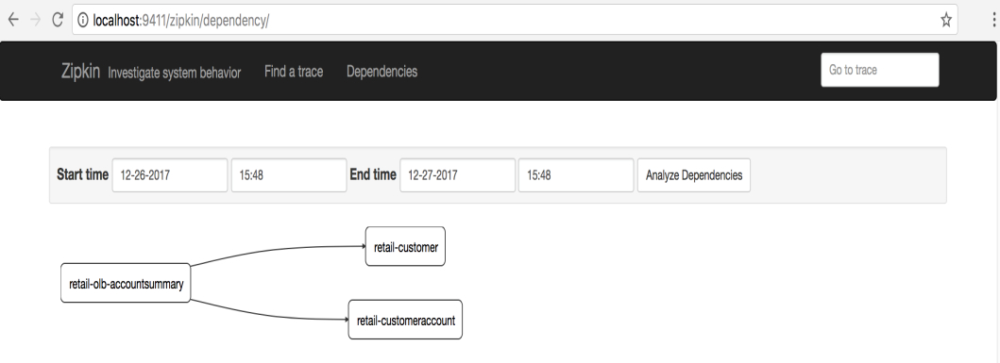 localhost:9411/zipkin/dependency/
Zipkin Investigate system behavior Find a trace Dependencies Go to trace
Start time 12-26-2017 15:48 End time 12-27-2017 15:48 Analyze Dependencies
retail-customer
retail-olb-accountsummary
retail-customeraccount